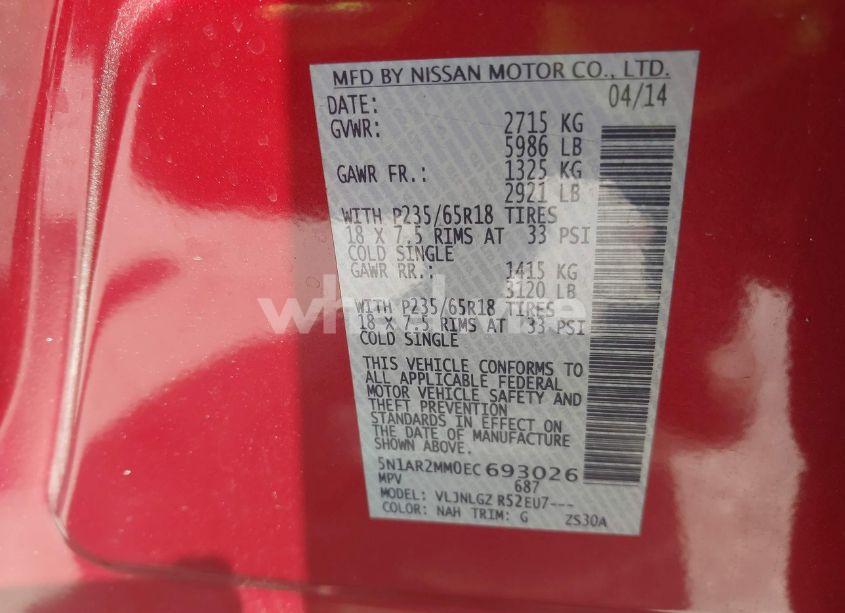 MFD BY NISSAN MOTOR CO., LTD.
DATE: 04/14
GVWR: 2715 KG
5986 LB
GAWR FR.: 1325 KG
2921 LB
WITH P235/65R18 TIRES
18 X 7.5 RIMS AT 33 PSI
COLD SINGLE
GAWR RR.: 1415 KG
3120 LB
WITH P235/65R18 TIRES
18 X 7.5 RIMS AT 33 PSI
COLD SINGLE
THIS VEHICLE CONFORMS TO
ALL APPLICABLE FEDERAL
MOTOR VEHICLE SAFETY AND
THEFT PREVENTION
STANDARDS IN EFFECT ON
THE DATE OF MANUFACTURE
SHOWN ABOVE.
5N1AR2MM0EC693026
MPV 687
MODEL: VLJNLGZ R52EU7---
COLOR: NAH TRIM: G ZS30A